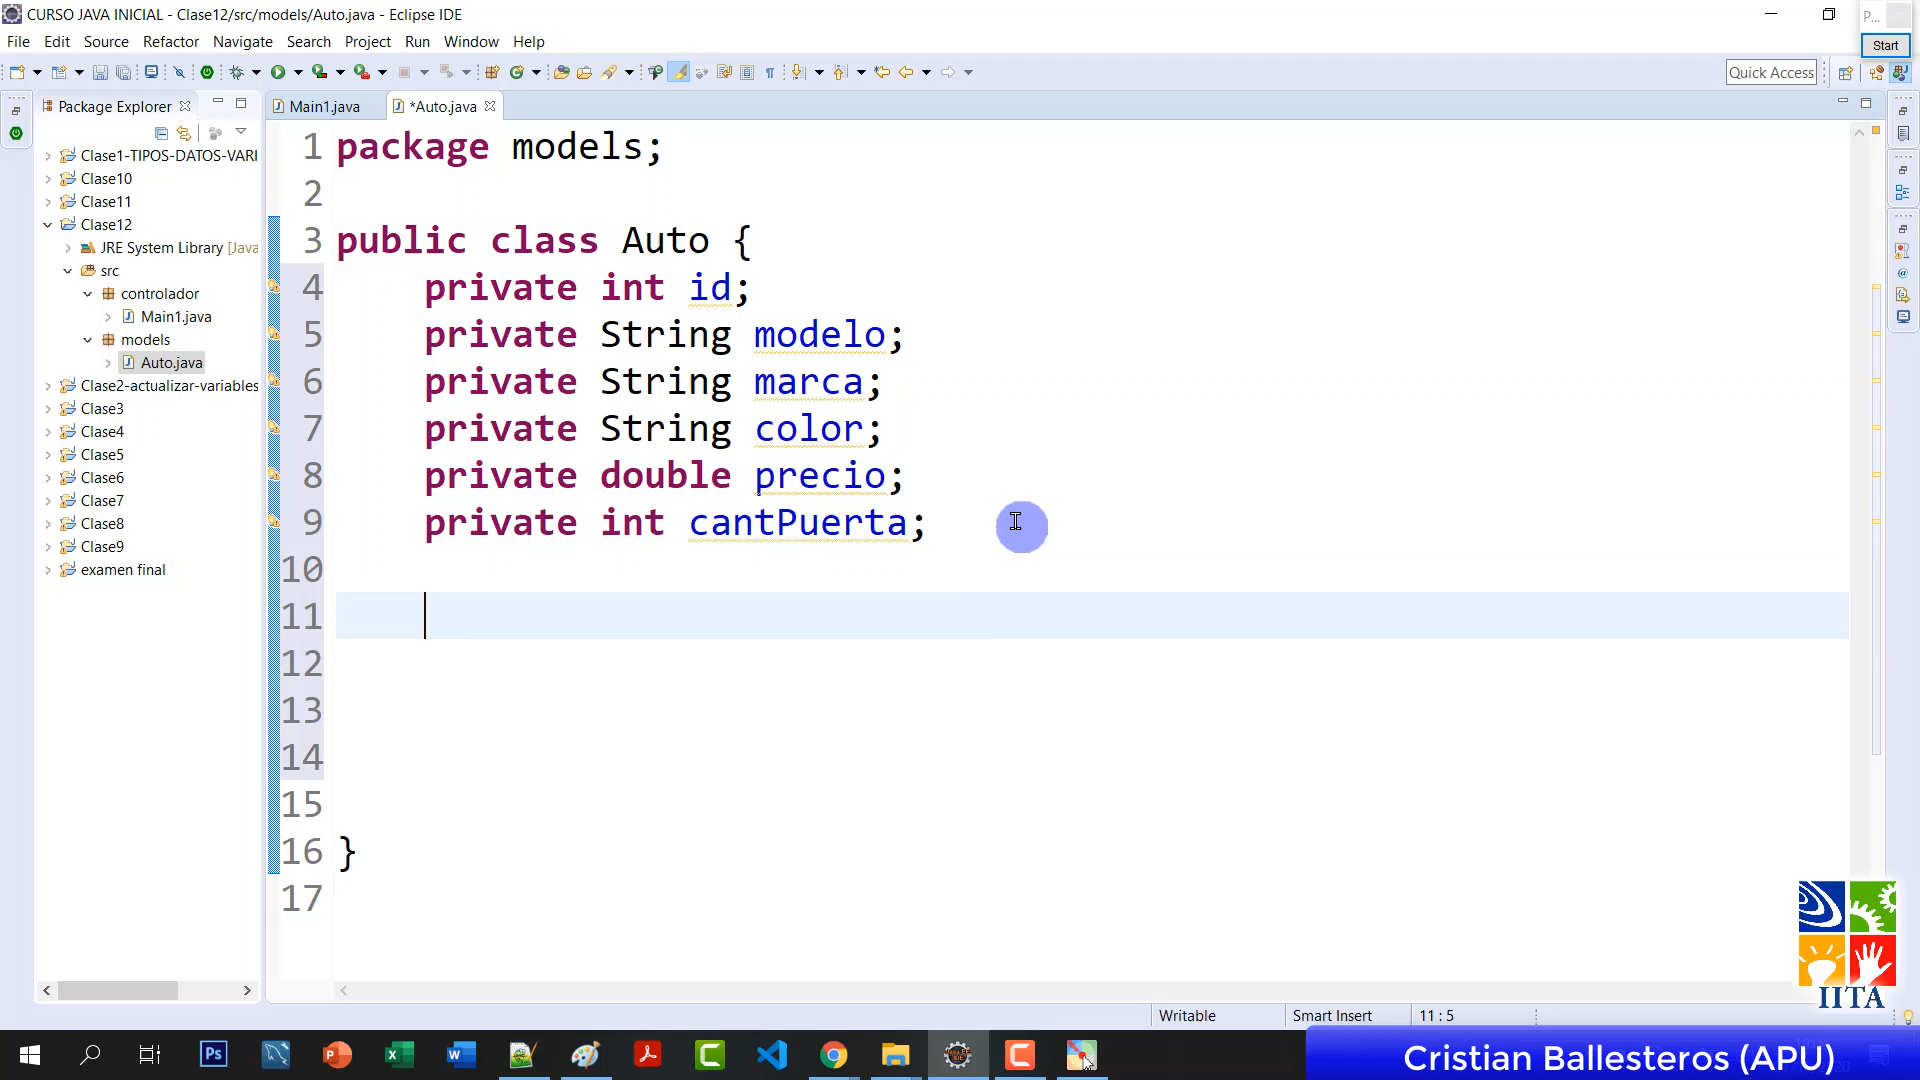 CURSO JAVA INICIAL - Clase12/src/models/Auto.java - Eclipse IDE
P...
File Edit Source Refactor Navigate Search Project Run Window Help
Start
Quick Access
Package Explorer
Main1.java
*Auto.java
Clase1-TIPOS-DATOS-VARI
Clase10
Clase11
Clase12
JRE System Library [Java
src
controlador
Main1.java
models
Auto.java
Clase2-actualizar-variables
Clase3
Clase4
Clase5
Clase6
Clase7
Clase8
Clase9
examen final
1 package models;
2
3 public class Auto {
4 private int id;
5 private String modelo;
6 private String marca;
7 private String color;
8 private double precio;
9 private int cantPuerta;
10
11
12
13
14
15
16 }
17
IITA
Writable
Smart Insert
11 : 5
Cristian Ballesteros (APU)